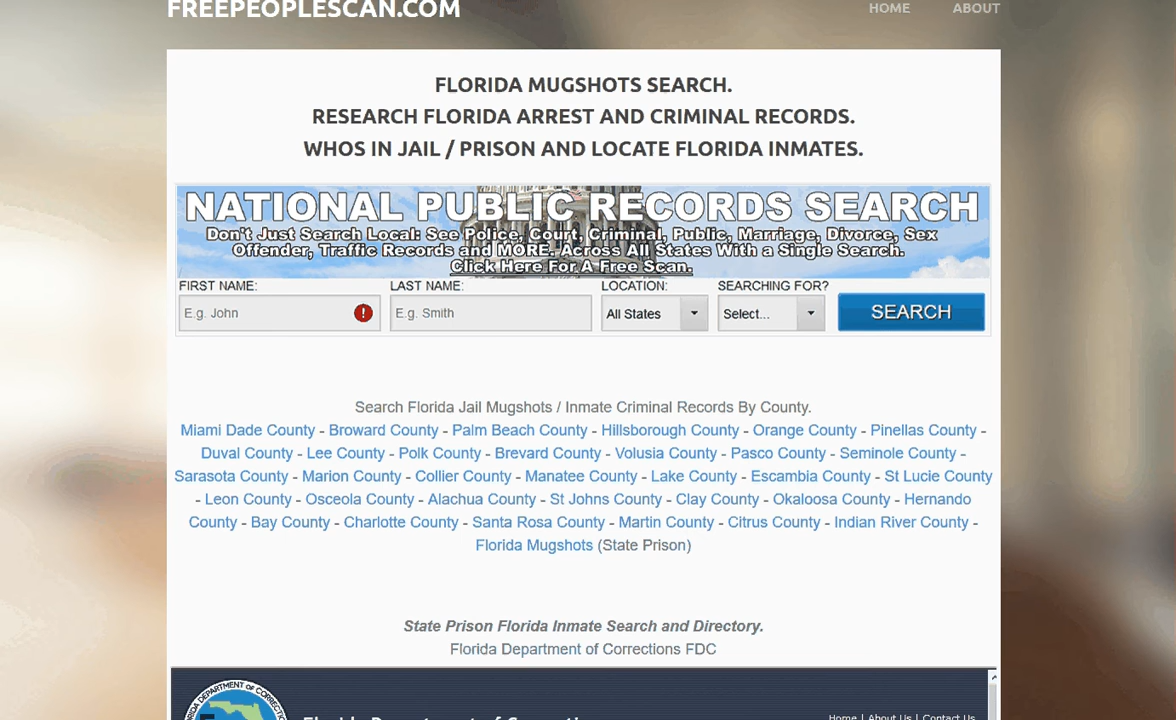 FREEPEOPLESCAN.COM
HOME ABOUT
FLORIDA MUGSHOTS SEARCH.
RESEARCH FLORIDA ARREST AND CRIMINAL RECORDS.
WHOS IN JAIL / PRISON AND LOCATE FLORIDA INMATES.
NATIONAL PUBLIC RECORDS SEARCH
Don't Just Search Local: See Police, Court, Criminal, Public, Marriage, Divorce, Sex
Offender, Traffic Records and MORE. Across All States With a Single Search.
Click Here For A Free Scan.
FIRST NAME: LAST NAME: LOCATION: SEARCHING FOR?
E.g. John ! E.g. Smith All States Select... SEARCH
Search Florida Jail Mugshots / Inmate Criminal Records By County.
Miami Dade County - Broward County - Palm Beach County - Hillsborough County - Orange County - Pinellas County -
Duval County - Lee County - Polk County - Brevard County - Volusia County - Pasco County - Seminole County -
Sarasota County - Marion County - Collier County - Manatee County - Lake County - Escambia County - St Lucie County
- Leon County - Osceola County - Alachua County - St Johns County - Clay County - Okaloosa County - Hernando
County - Bay County - Charlotte County - Santa Rosa County - Martin County - Citrus County - Indian River County -
Florida Mugshots (State Prison)
State Prison Florida Inmate Search and Directory.
Florida Department of Corrections FDC
Home | About Us | Contact Us